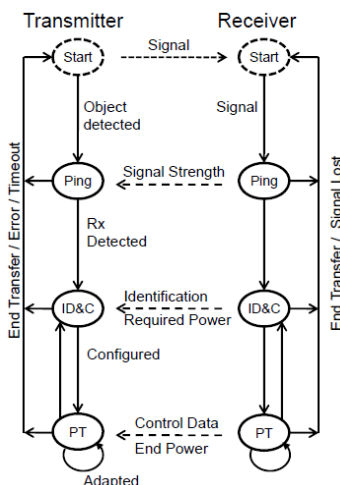 Transmitter
Receiver
Start
Signal
Start
Object
detected
Signal
Ping
Signal Strength
Ping
Rx
Detected
ID&C
Identification
Required Power
ID&C
Configured
PT
Control Data
End Power
PT
Adapted
End Transfer / Error / Timeout
End Transfer / Signal Lost